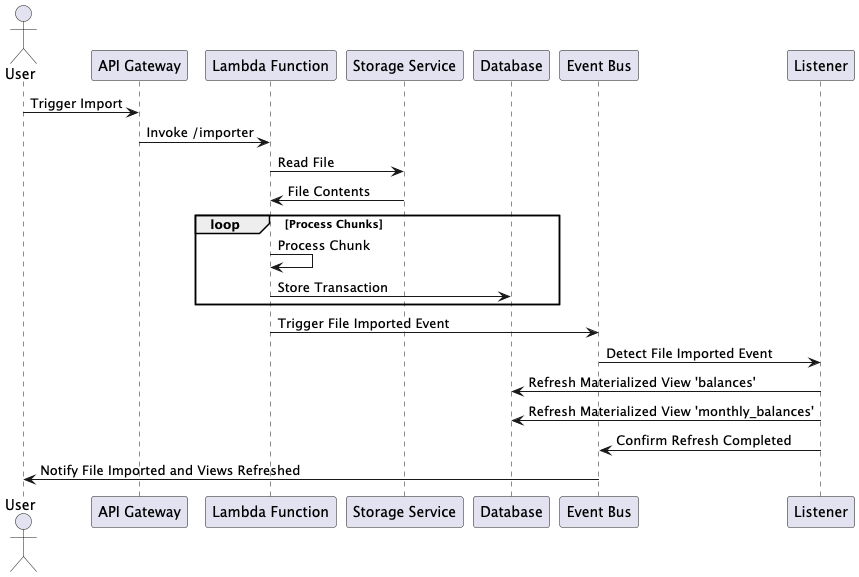 User
API Gateway
Lambda Function
Storage Service
Database
Event Bus
Listener
Trigger Import
Invoke /importer
Read File
File Contents
loop
[Process Chunks]
Process Chunk
Store Transaction
Trigger File Imported Event
Detect File Imported Event
Refresh Materialized View 'balances'
Refresh Materialized View 'monthly_balances'
Confirm Refresh Completed
Notify File Imported and Views Refreshed
User
API Gateway
Lambda Function
Storage Service
Database
Event Bus
Listener